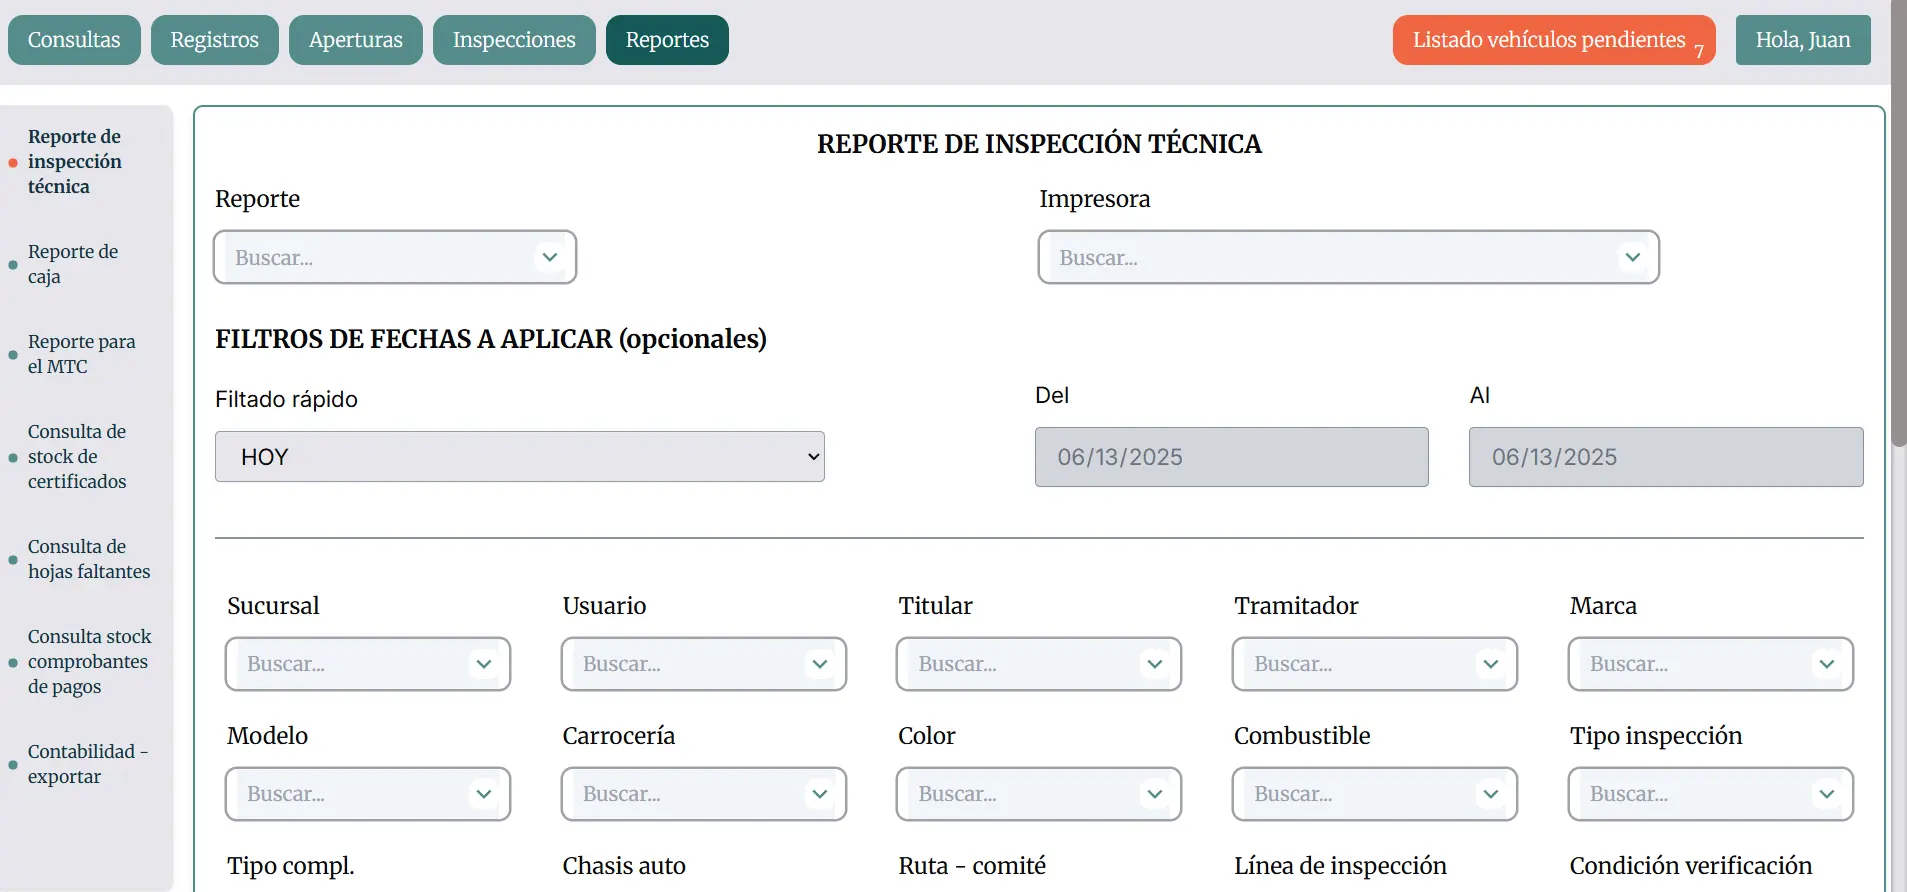 Consultas
Registros
Aperturas
Inspecciones
Reportes
Listado vehículos pendientes 7
Hola, Juan
Reporte de
inspección
técnica
Reporte de
caja
Reporte para
el MTC
Consulta de
stock de
certificados
Consulta de
hojas faltantes
Consulta stock
comprobantes
de pagos
Contabilidad -
exportar
REPORTE DE INSPECCIÓN TÉCNICA
Reporte
Impresora
Buscar...
Buscar...
FILTROS DE FECHAS A APLICAR (opcionales)
Filtado rápido
Del
Al
HOY
06/13/2025
06/13/2025
Sucursal
Usuario
Titular
Tramitador
Marca
Buscar...
Buscar...
Buscar...
Buscar...
Buscar...
Modelo
Carrocería
Color
Combustible
Tipo inspección
Buscar...
Buscar...
Buscar...
Buscar...
Buscar...
Tipo compl.
Chasis auto
Ruta - comité
Línea de inspección
Condición verificación